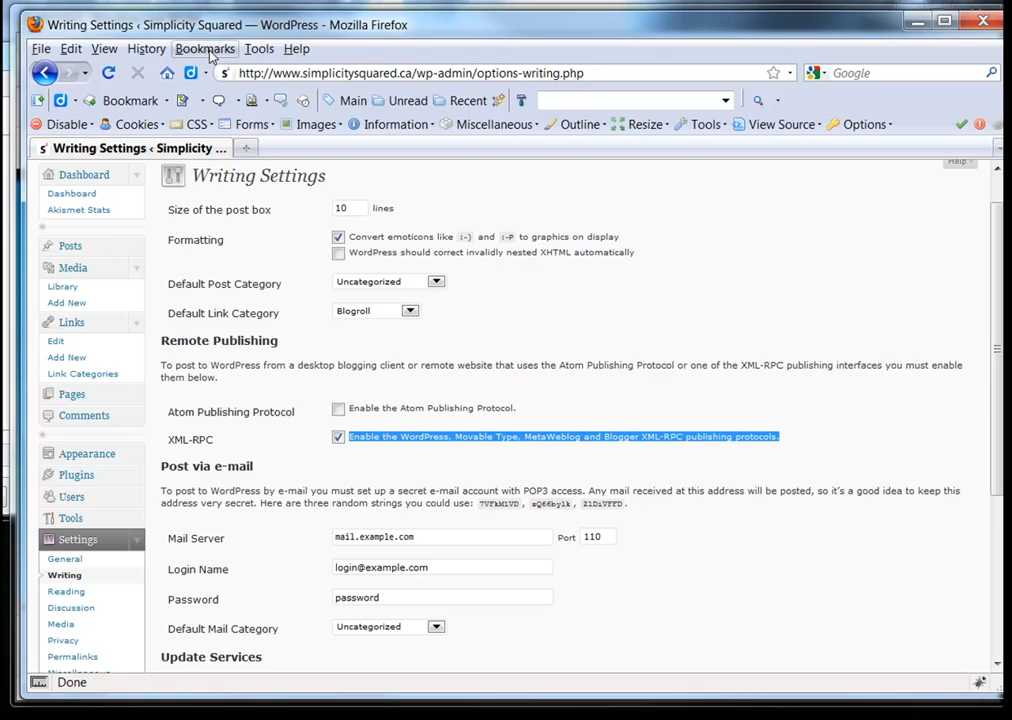 Writing Settings ‹ Simplicity Squared — WordPress - Mozilla Firefox
File Edit View History Bookmarks Tools Help
http://www.simplicitysquared.ca/wp-admin/options-writing.php Google
Bookmark Main Unread Recent
Disable Cookies CSS Forms Images Information Miscellaneous Outline Resize Tools View Source Options
Writing Settings ‹ Simplicity ...
Help
Dashboard
Dashboard
Akismet Stats
Posts
Media
Library
Add New
Links
Edit
Add New
Link Categories
Pages
Comments
Appearance
Plugins
Users
Tools
Settings
General
Writing
Reading
Discussion
Media
Privacy
Permalinks
Writing Settings
Size of the post box 10 lines
Formatting Convert emoticons like :-) and :-P to graphics on display
WordPress should correct invalidly nested XHTML automatically
Default Post Category Uncategorized
Default Link Category Blogroll
Remote Publishing
To post to WordPress from a desktop blogging client or remote website that uses the Atom Publishing Protocol or one of the XML-RPC publishing interfaces you must enable
them below.
Atom Publishing Protocol Enable the Atom Publishing Protocol.
XML-RPC Enable the WordPress, Movable Type, MetaWeblog and Blogger XML-RPC publishing protocols.
Post via e-mail
To post to WordPress by e-mail you must set up a secret e-mail account with POP3 access. Any mail received at this address will be posted, so it's a good idea to keep this
address very secret. Here are three random strings you could use:
Mail Server mail.example.com Port 110
Login Name login@example.com
Password password
Default Mail Category Uncategorized
Update Services
Done